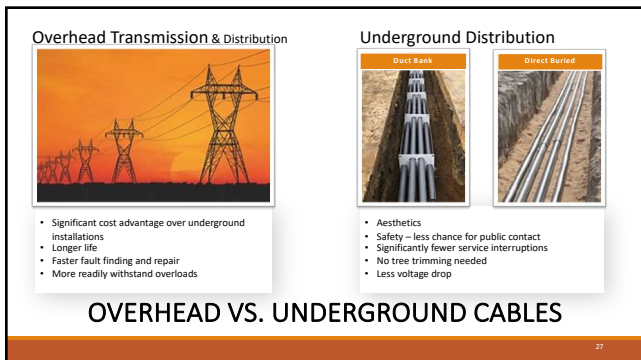 Overhead Transmission & Distribution
• Significant cost advantage over underground
installations
• Longer life
• Faster fault finding and repair
• More readily withstand overloads
Underground Distribution
Duct Bank
Direct Buried
• Aesthetics
• Safety – less chance for public contact
• Significantly fewer service interruptions
• No tree trimming needed
• Less voltage drop
OVERHEAD VS. UNDERGROUND CABLES
27